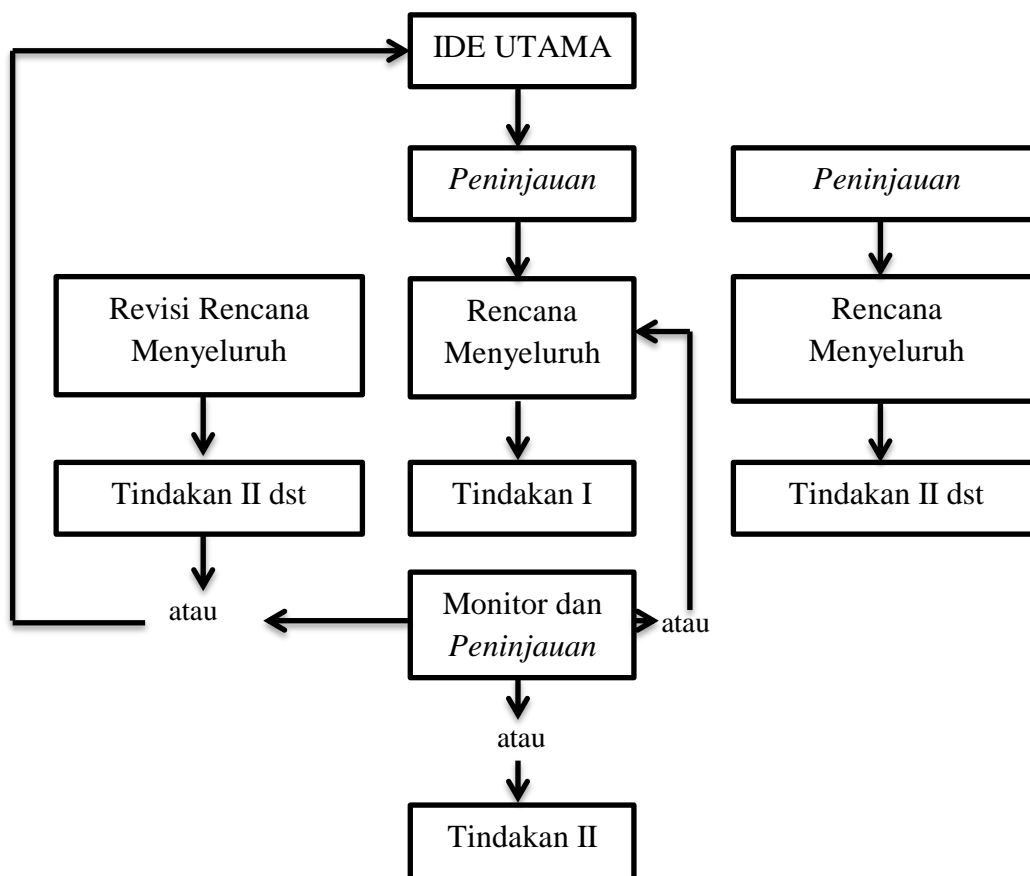 IDE UTAMA
Peninjauan
Peninjauan
Revisi Rencana
Menyeluruh
Rencana
Menyeluruh
Rencana
Menyeluruh
Tindakan II dst
Tindakan I
Tindakan II dst
atau
Monitor dan
Peninjauan
atau
atau
Tindakan II